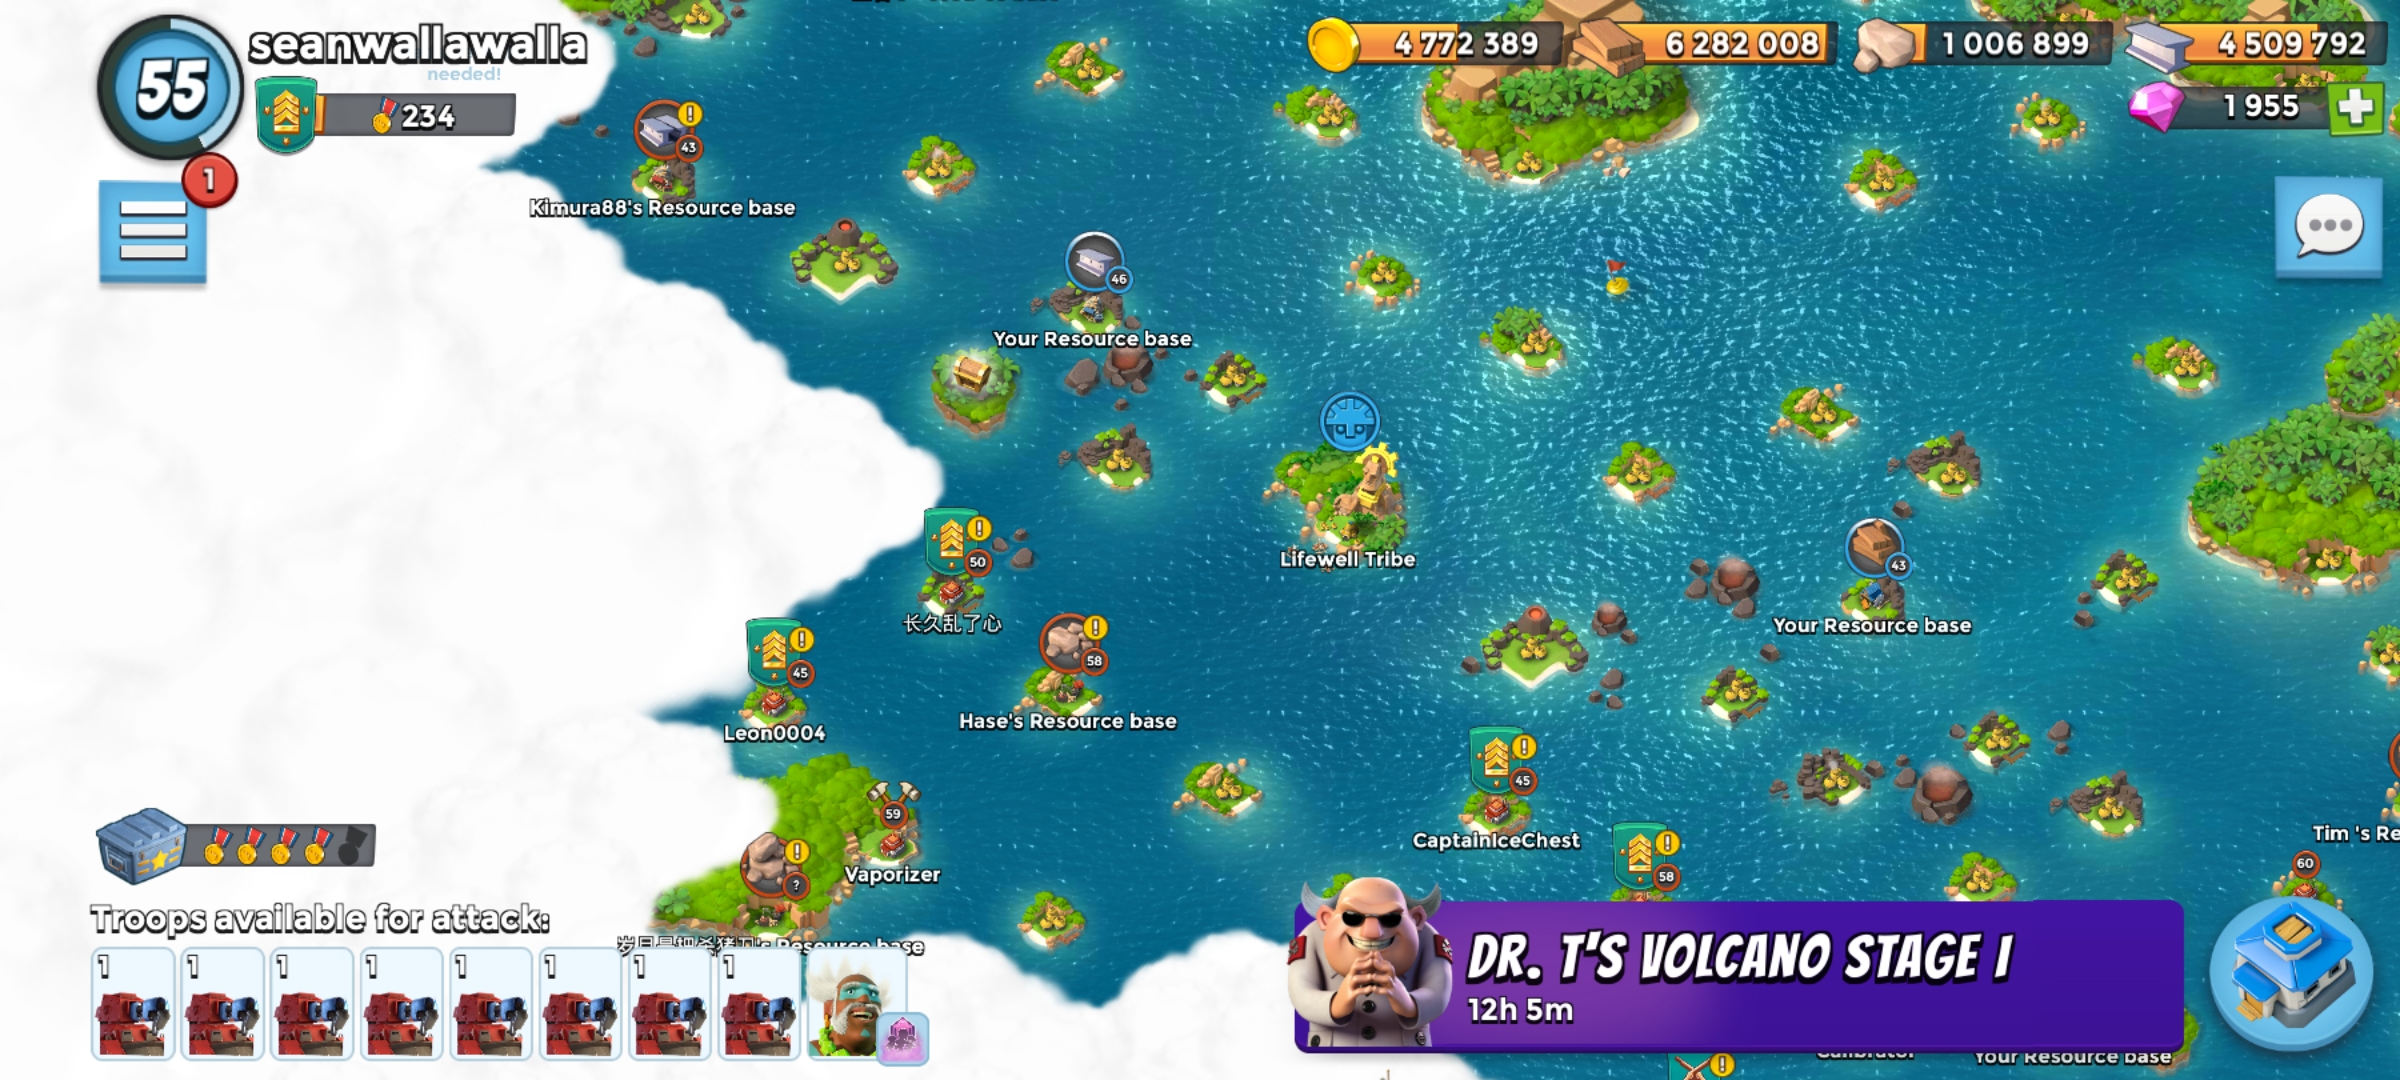 55
seanwallawalla
needed!
234
4 772 389
6 282 008
1 006 899
4 509 792
1 955
1
43
Kimura88's Resource base
46
Your Resource base
Lifewell Tribe
50
长久乱了心
43
Your Resource base
45
Leon0004
58
Hase's Resource base
45
CaptainIceChest
59
Vaporizer
?
's Resource base
58
Tim 's Re
60
Troops available for attack:
1
1
1
1
1
1
1
1
DR. T'S VOLCANO STAGE I
12h 5m
Calibrator
Your Resource base